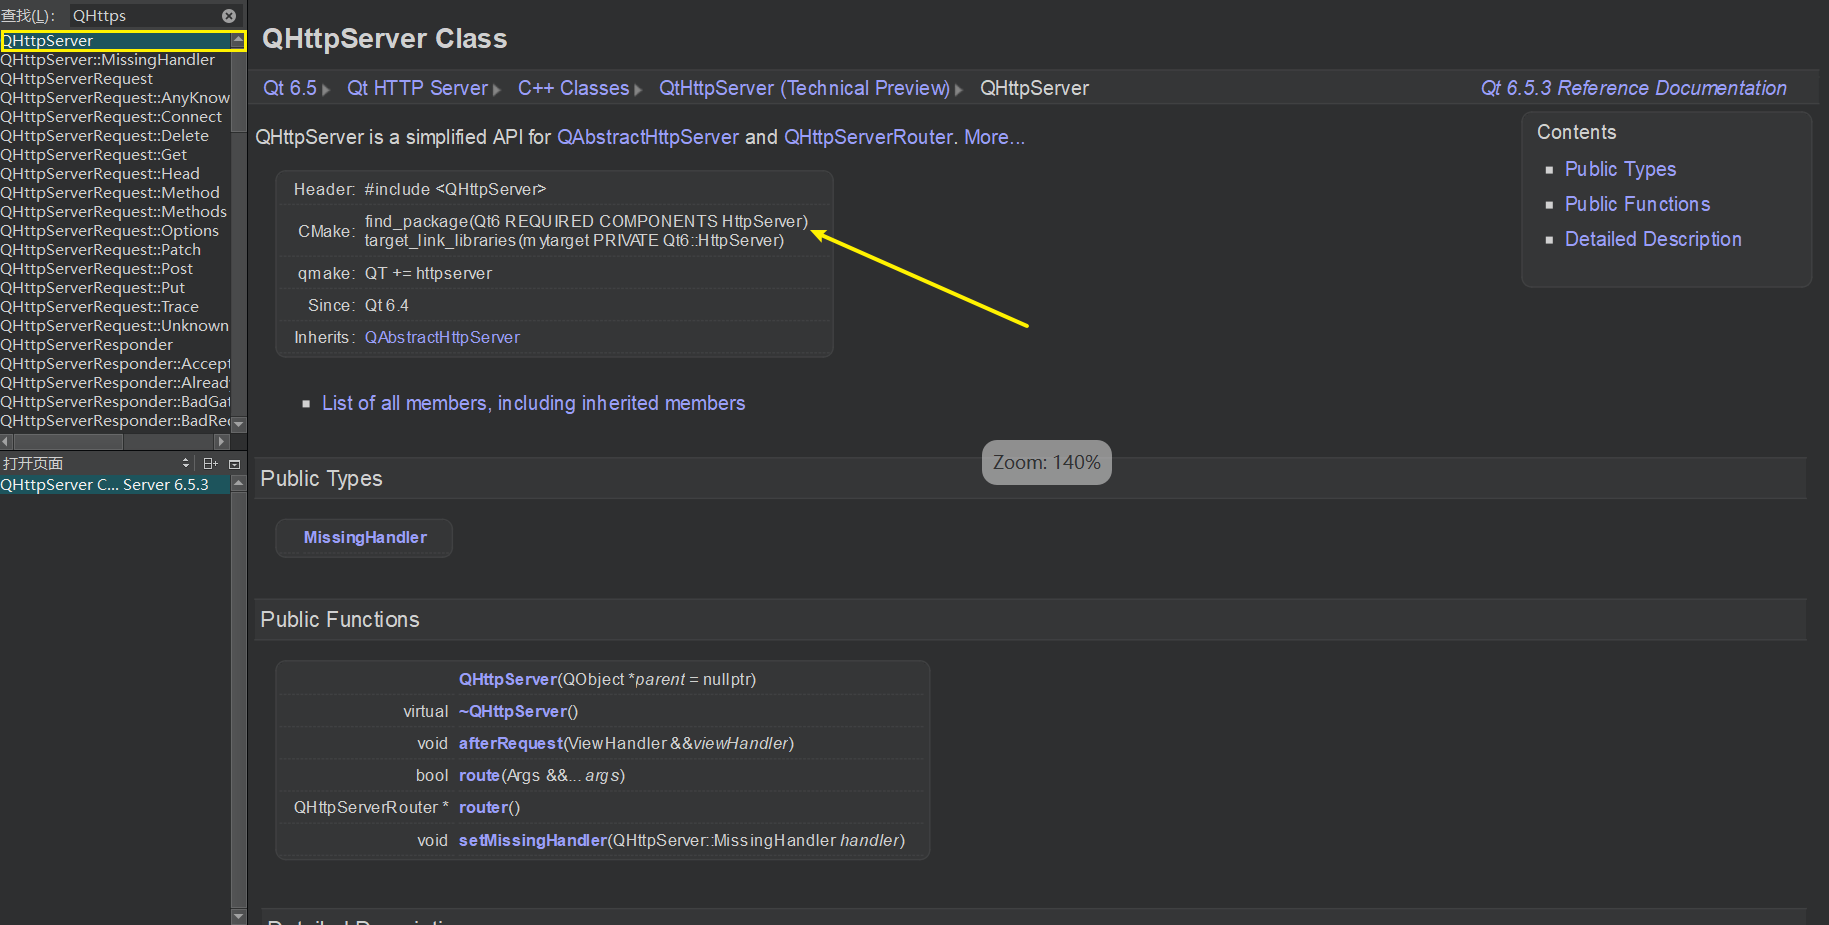 查找(L): QHttps
QHttpServer
QHttpServer::MissingHandler
QHttpServerRequest
QHttpServerRequest::AnyKnow
QHttpServerRequest::Connect
QHttpServerRequest::Delete
QHttpServerRequest::Get
QHttpServerRequest::Head
QHttpServerRequest::Method
QHttpServerRequest::Methods
QHttpServerRequest::Options
QHttpServerRequest::Patch
QHttpServerRequest::Post
QHttpServerRequest::Put
QHttpServerRequest::Trace
QHttpServerRequest::Unknown
QHttpServerResponder
QHttpServerResponder::Accept
QHttpServerResponder::Alread
QHttpServerResponder::BadGat
QHttpServerResponder::BadRe
打开页面
QHttpServer C... Server 6.5.3
QHttpServer Class
Qt 6.5 Qt HTTP Server C++ Classes QtHttpServer (Technical Preview) QHttpServer Qt 6.5.3 Reference Documentation
QHttpServer is a simplified API for QAbstractHttpServer and QHttpServerRouter. More...
Contents
Public Types
Public Functions
Detailed Description
Header: #include <QHttpServer>
CMake: find_package(Qt6 REQUIRED COMPONENTS HttpServer)
target_link_libraries(mytarget PRIVATE Qt6::HttpServer)
qmake: QT += httpserver
Since: Qt 6.4
Inherits: QAbstractHttpServer
List of all members, including inherited members
Zoom: 140%
Public Types
MissingHandler
Public Functions
QHttpServer(QObject *parent = nullptr)
virtual ~QHttpServer()
void afterRequest(ViewHandler &&viewHandler)
bool route(Args &&... args)
QHttpServerRouter * router()
void setMissingHandler(QHttpServer::MissingHandler handler)